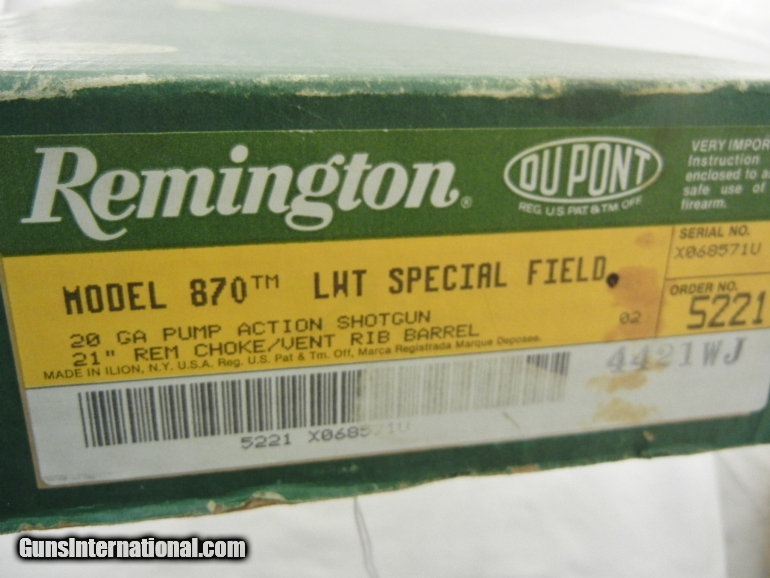 Remington®
DU PONT
REG. U.S. PAT & TM. OFF.
VERY IMPOR
Instruction
enclosed to a
safe use of
firearm.
MODEL 870™ LWT SPECIAL FIELD
SERIAL NO.
X068571U
20 GA PUMP ACTION SHOTGUN
02
ORDER NO.
5221
21" REM CHOKE/VENT RIB BARREL
MADE IN ILION, N.Y. U.S.A. Reg. U.S. Pat & Tm. Off, Marca Registrada Marque Deposee.
4421WJ
5221 X068571U
GunsInternational.com